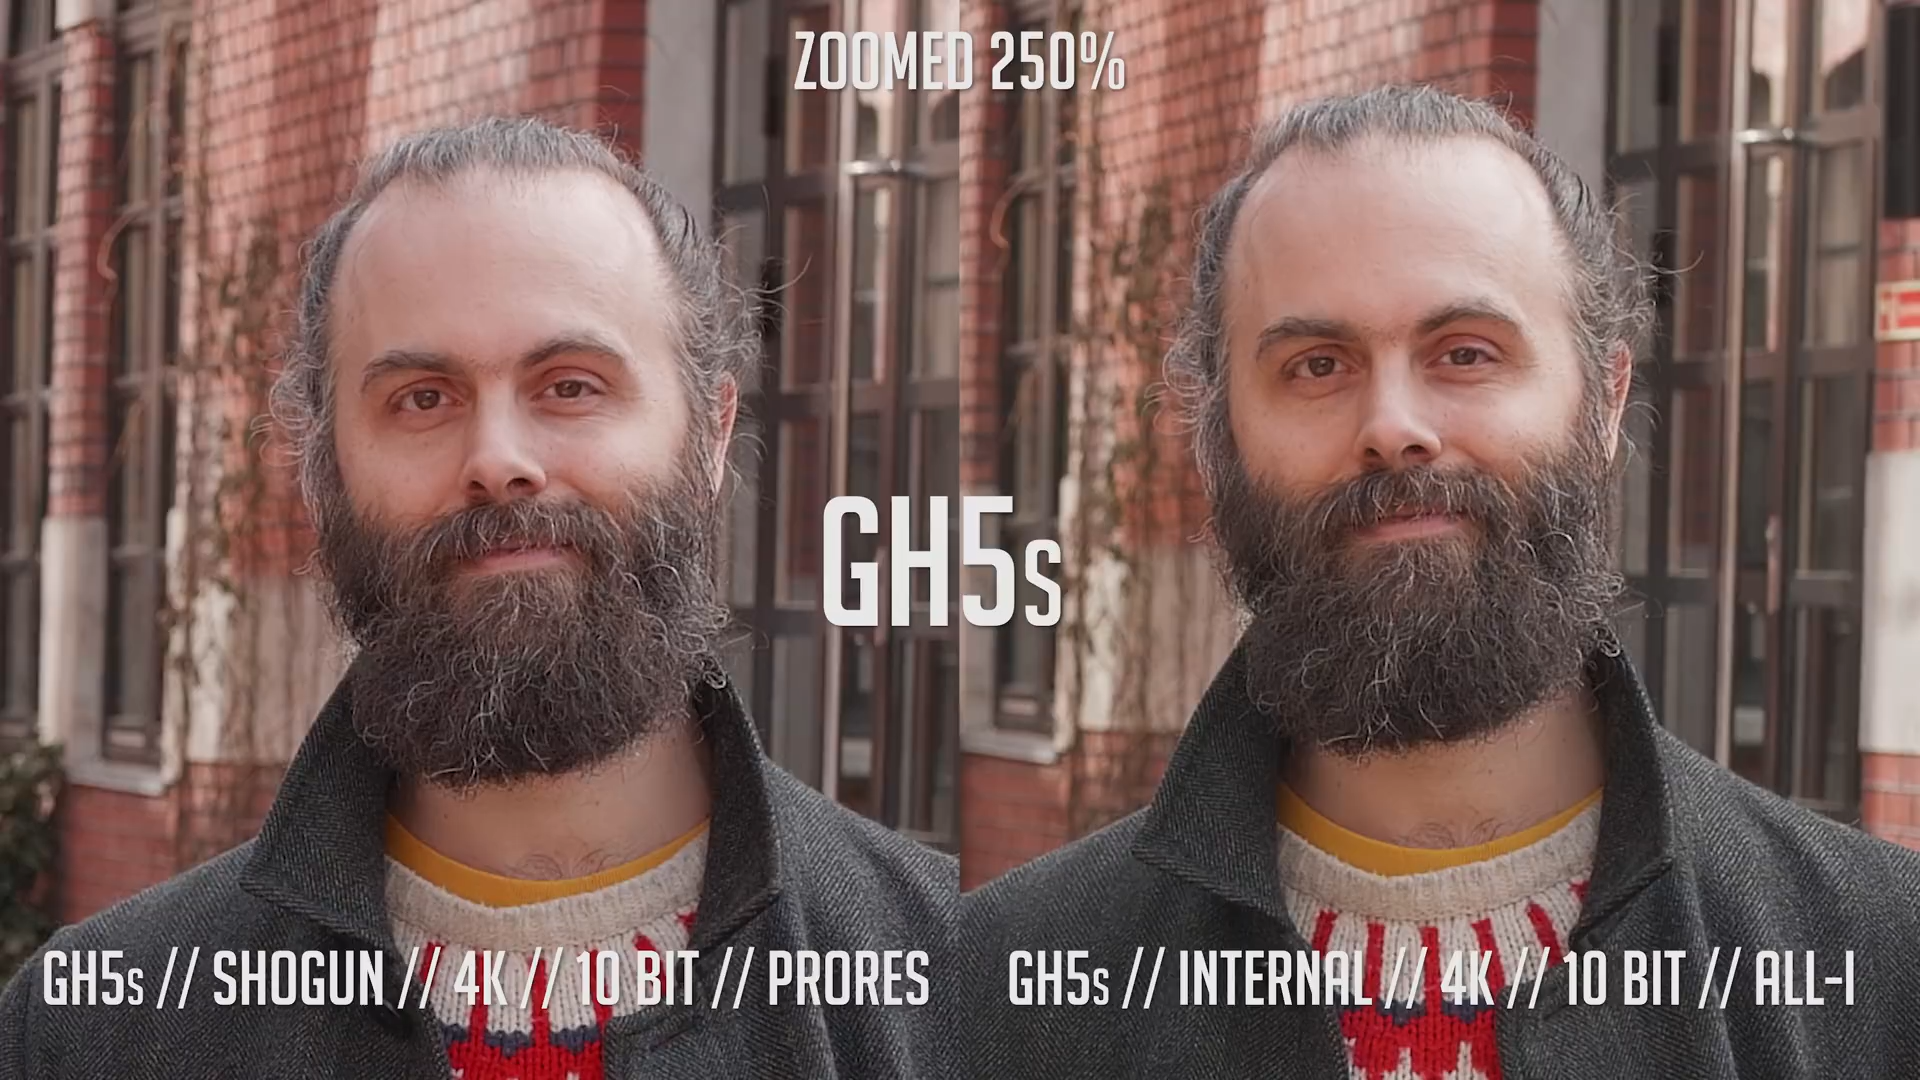 ZOOMED 250%
GH5s
GH5s // SHOGUN // 4K // 10 BIT // PRORES
GH5s // INTERNAL // 4K // 10 BIT // ALL-I